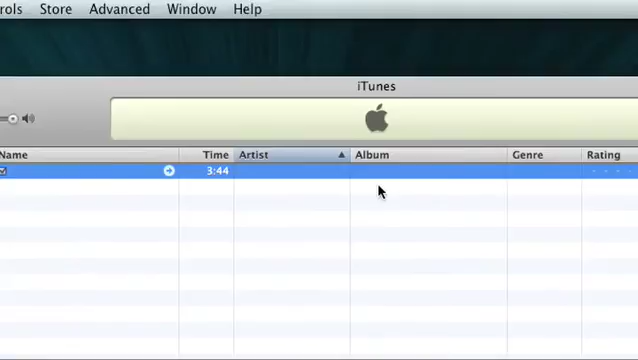 rols Store Advanced Window Help
iTunes
Name Time Artist Album Genre Rating
3:44